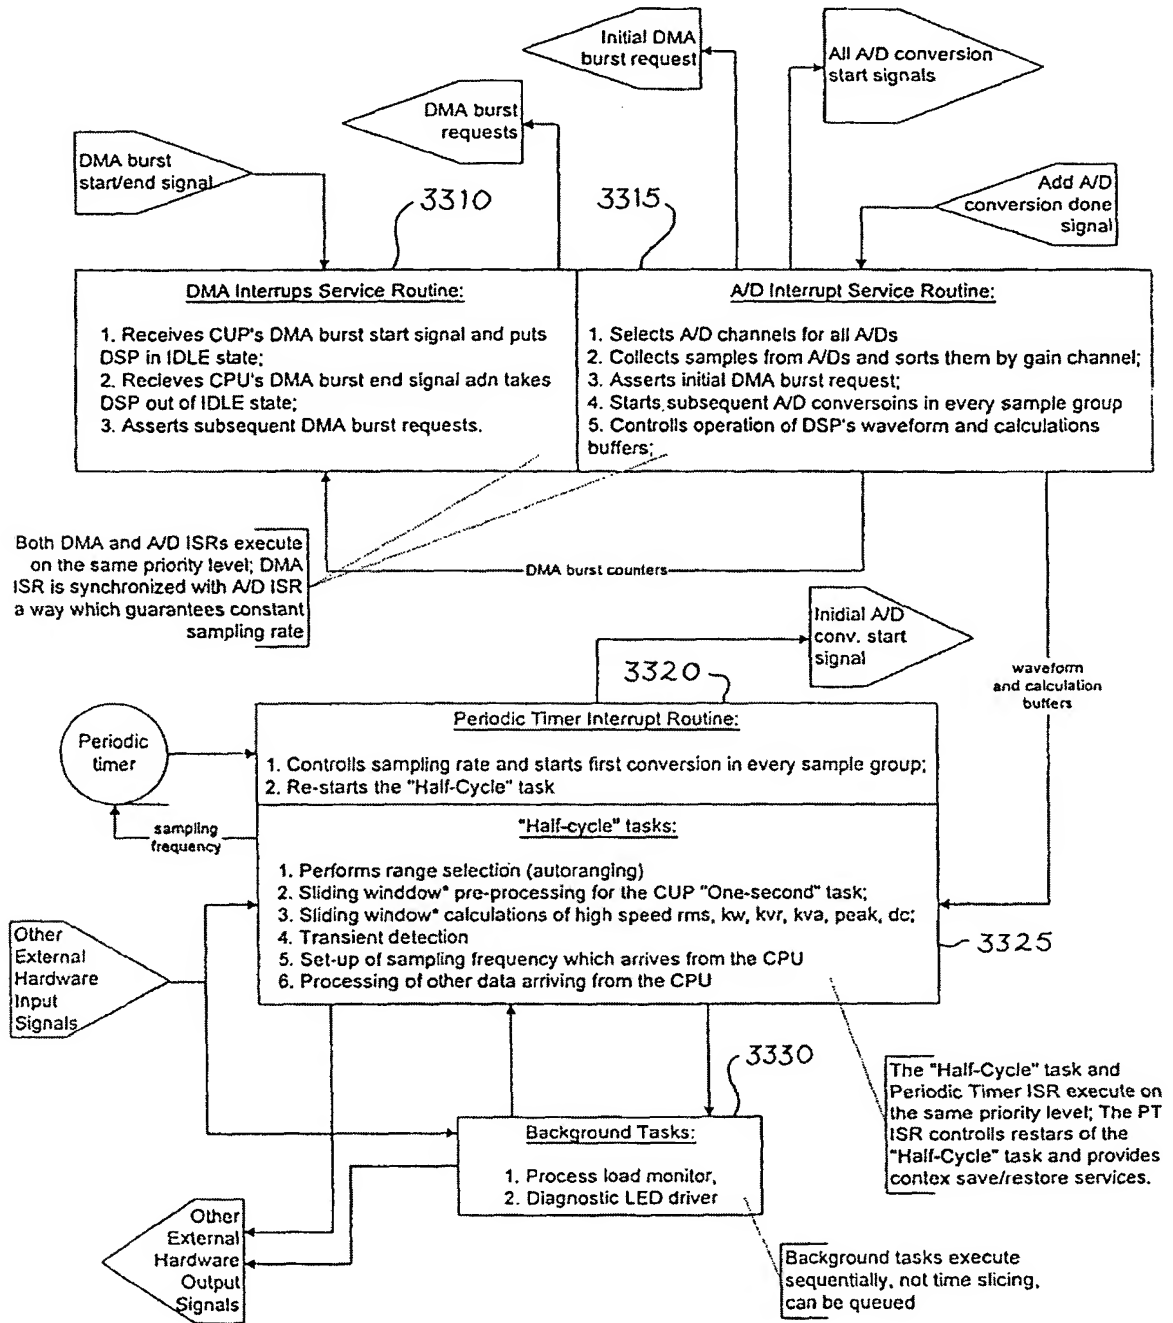 Initial DMA
burst request
All A/D conversion
start signals
DMA burst
requests
DMA burst
start/end signal
Add A/D
conversion done
signal
3310
3315
DMA Interrups Service Routine:
1. Receives CUP's DMA burst start signal and puts
DSP in IDLE state;
2. Recieves CPU's DMA burst end signal adn takes
DSP out of IDLE state;
3. Asserts subsequent DMA burst requests.
A/D Interrupt Service Routine:
1. Selects A/D channels for all A/Ds
2. Collects samples from A/Ds and sorts them by gain channel;
3. Asserts initial DMA burst request;
4. Starts subsequent A/D conversoins in every sample group
5. Controlls operation of DSP's waveform and calculations
buffers;
Both DMA and A/D ISRs execute
on the same priority level; DMA
ISR is synchronized with A/D ISR
a way which guarantees constant
sampling rate
DMA burst counters
Inidial A/D
conv. start
signal
waveform
and calculation
buffers
3320
Periodic
timer
Periodic Timer Interrupt Routine:
1. Controlls sampling rate and starts first conversion in every sample group;
2. Re-starts the "Half-Cycle" task
sampling
frequency
"Half-cycle" tasks:
1. Performs range selection (autoranging)
2. Sliding winddow* pre-processing for the CUP "One-second" task;
3. Sliding window* calculations of high speed rms, kw, kvr, kva, peak, dc;
4. Transient detection
5. Set-up of sampling frequency which arrives from the CPU
6. Processing of other data arriving from the CPU
3325
Other
External
Hardware
Input
Signals
3330
Background Tasks:
1. Process load monitor,
2. Diagnostic LED driver
The "Half-Cycle" task and
Periodic Timer ISR execute on
the same priority level; The PT
ISR controlls restars of the
"Half-Cycle" task and provides
contex save/restore services.
Other
External
Hardware
Output
Signals
Background tasks execute
sequentially, not time slicing,
can be queued